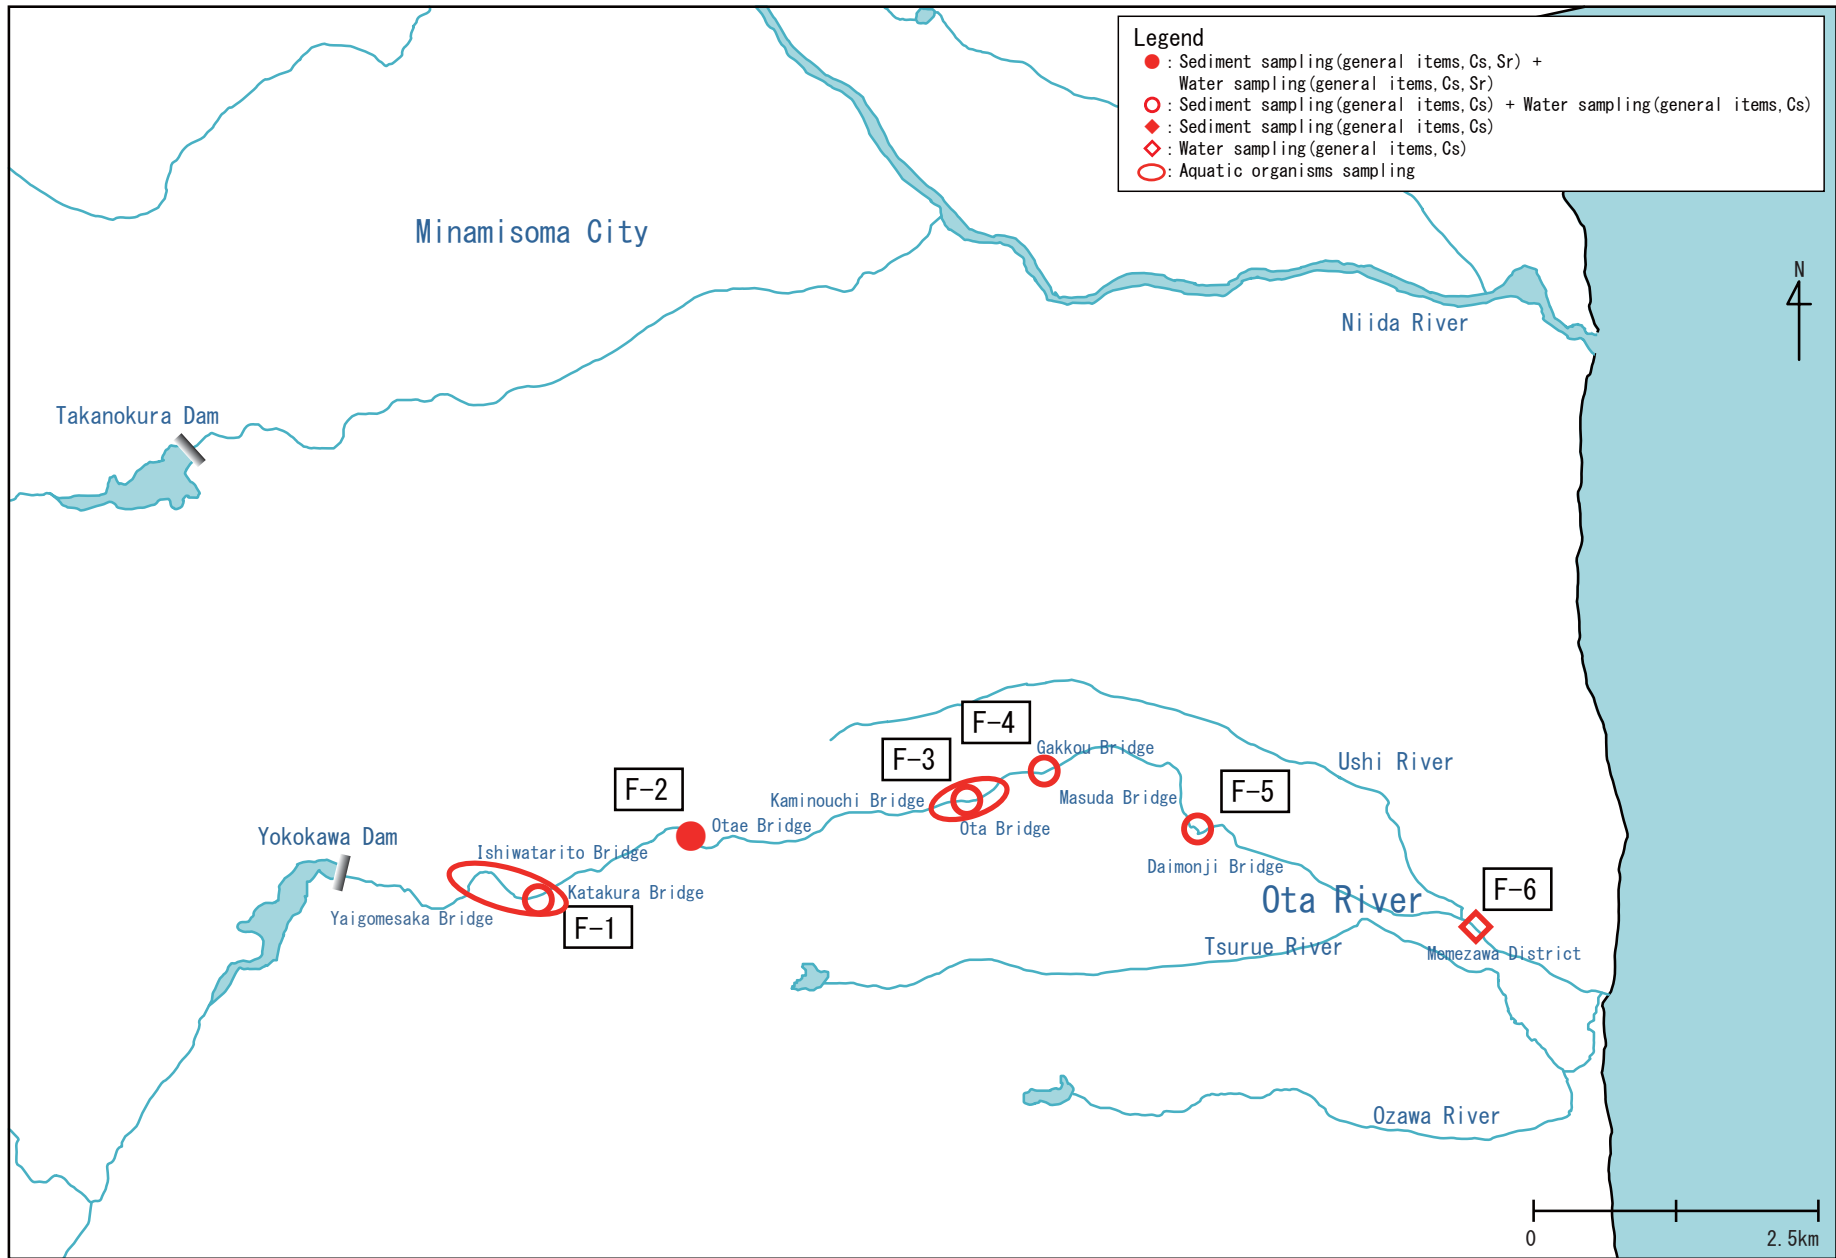 Legend
: Sediment sampling(general items,Cs,Sr) +
Water sampling(general items,Cs,Sr)
: Sediment sampling(general items,Cs) + Water sampling(general items,Cs)
: Sediment sampling(general items,Cs)
: Water sampling(general items,Cs)
: Aquatic organisms sampling
Minamisoma City
N
Niida River
Takanokura Dam
F-4
Gakkou Bridge
F-3
Ushi River
F-2
Kaminouchi Bridge
Masuda Bridge
F-5
Otae Bridge
Ota Bridge
Yokokawa Dam
Ishiwatarito Bridge
Daimonji Bridge
Katakura Bridge
Ota River
F-6
Yaigomesaka Bridge
F-1
Tsurue River
Memezawa District
Ozawa River
0
2.5km